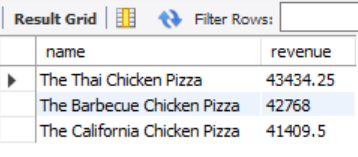 Result Grid Filter Rows:
name revenue
The Thai Chicken Pizza 43434.25
The Barbecue Chicken Pizza 42768
The California Chicken Pizza 41409.5